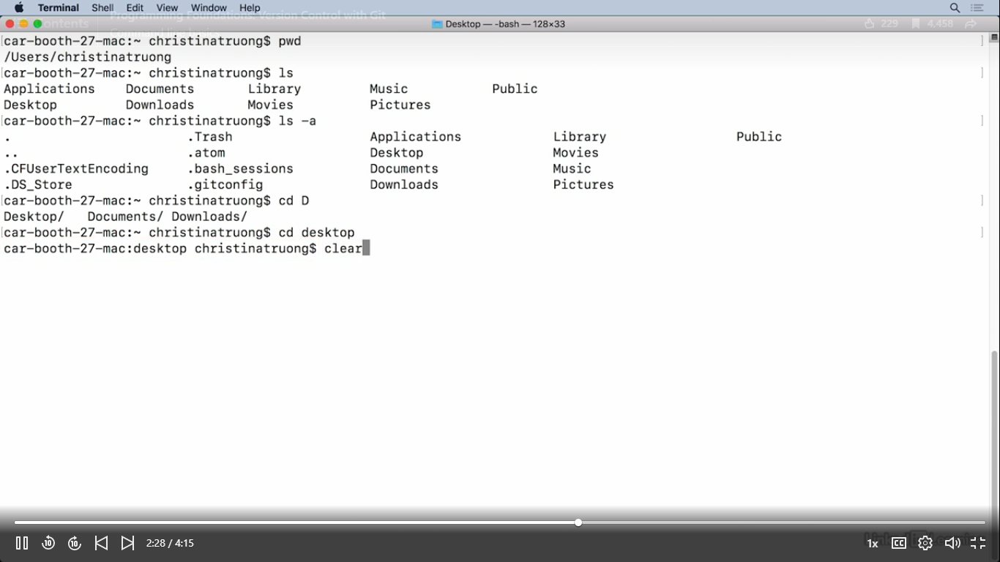 Terminal Shell Edit View Window Help
Programming Foundations: Version Control with Git
Contents
Desktop — -bash — 128×33
229 4,458
Command line basics
[car-booth-27-mac:~ christinatruong$ pwd ]
/Users/christinatruong
[car-booth-27-mac:~ christinatruong$ ls ]
Applications Documents Library Music Public
Desktop Downloads Movies Pictures
[car-booth-27-mac:~ christinatruong$ ls -a ]
. .Trash Applications Library Public
.. .atom Desktop Movies
.CFUserTextEncoding .bash_sessions Documents Music
.DS_Store .gitconfig Downloads Pictures
[car-booth-27-mac:~ christinatruong$ cd D ]
Desktop/ Documents/ Downloads/
[car-booth-27-mac:~ christinatruong$ cd desktop ]
car-booth-27-mac:desktop christinatruong$ clear
10 10 2:28 / 4:15 1x CC